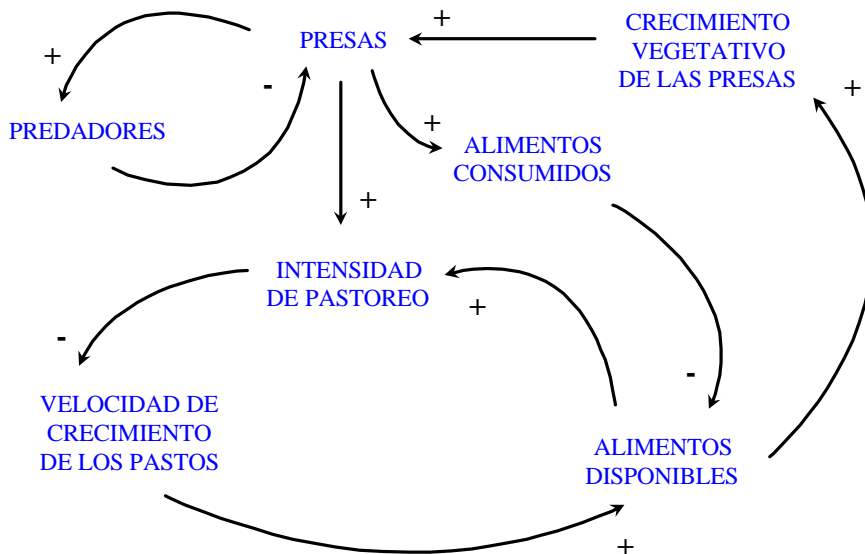 +
+
CRECIMIENTO
VEGETATIVO
DE LAS PRESAS
PRESAS
+
-
+
PREDADORES
+
ALIMENTOS
CONSUMIDOS
+
INTENSIDAD
DE PASTOREO
+
-
-
VELOCIDAD DE
CRECIMIENTO
DE LOS PASTOS
ALIMENTOS
DISPONIBLES
+